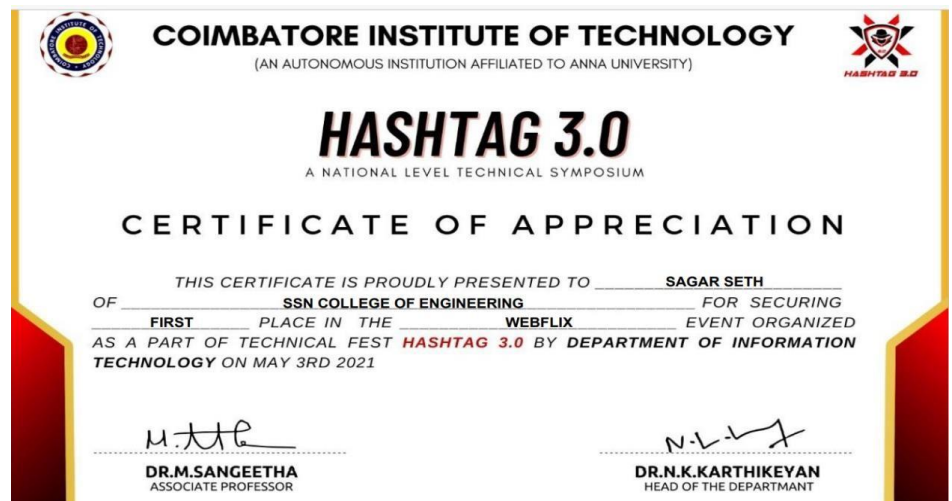 COIMBATORE INSTITUTE OF TECHNOLOGY
(AN AUTONOMOUS INSTITUTION AFFILIATED TO ANNA UNIVERSITY)
HASHTAG 3.0
HASHTAG 3.0
A NATIONAL LEVEL TECHNICAL SYMPOSIUM
CERTIFICATE OF APPRECIATION
THIS CERTIFICATE IS PROUDLY PRESENTED TO SAGAR SETH
OF SSN COLLEGE OF ENGINEERING FOR SECURING
FIRST PLACE IN THE WEBFLIX EVENT ORGANIZED
AS A PART OF TECHNICAL FEST HASHTAG 3.0 BY DEPARTMENT OF INFORMATION
TECHNOLOGY ON MAY 3RD 2021
DR.M.SANGEETHA
ASSOCIATE PROFESSOR
N.L.
DR.N.K.KARTHIKEYAN
HEAD OF THE DEPARTMANT